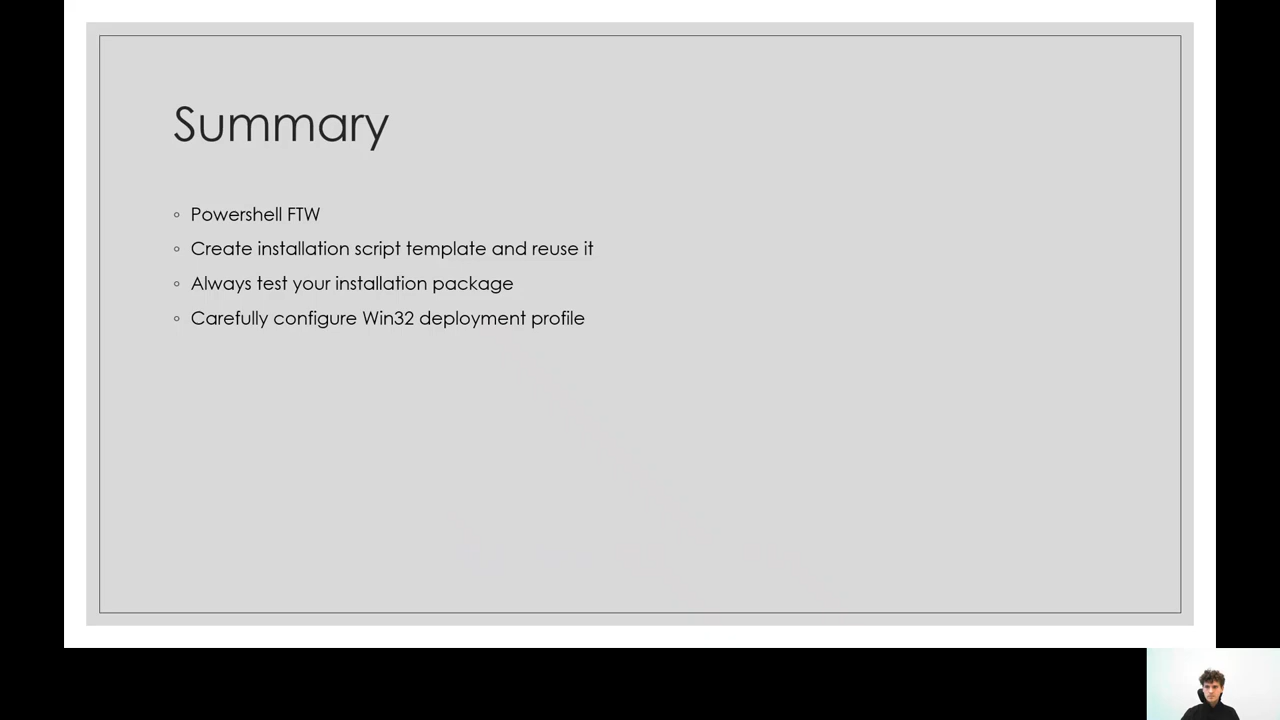 Summary
Powershell FTW
Create installation script template and reuse it
Always test your installation package
Carefully configure Win32 deployment profile